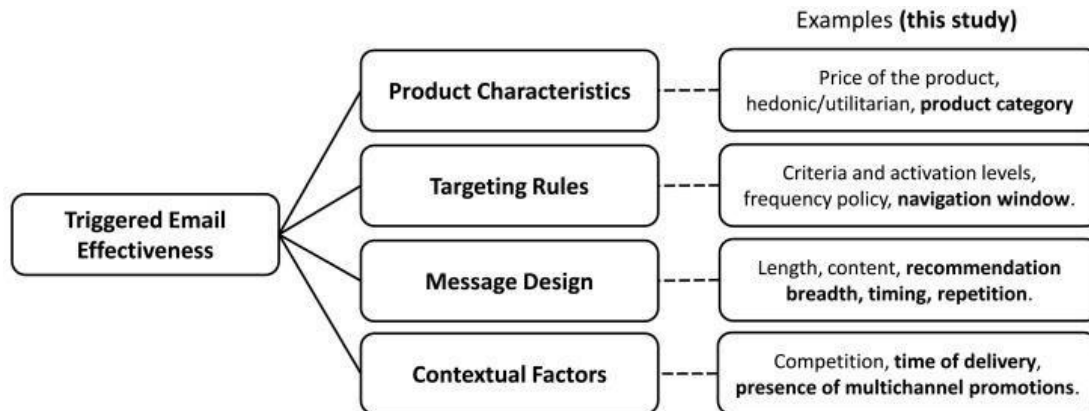 Examples (this study)
Product Characteristics
Price of the product,
hedonic/utilitarian, product category
Targeting Rules
Criteria and activation levels,
frequency policy, navigation window.
Triggered Email
Effectiveness
Message Design
Length, content, recommendation
breadth, timing, repetition.
Contextual Factors
Competition, time of delivery,
presence of multichannel promotions.